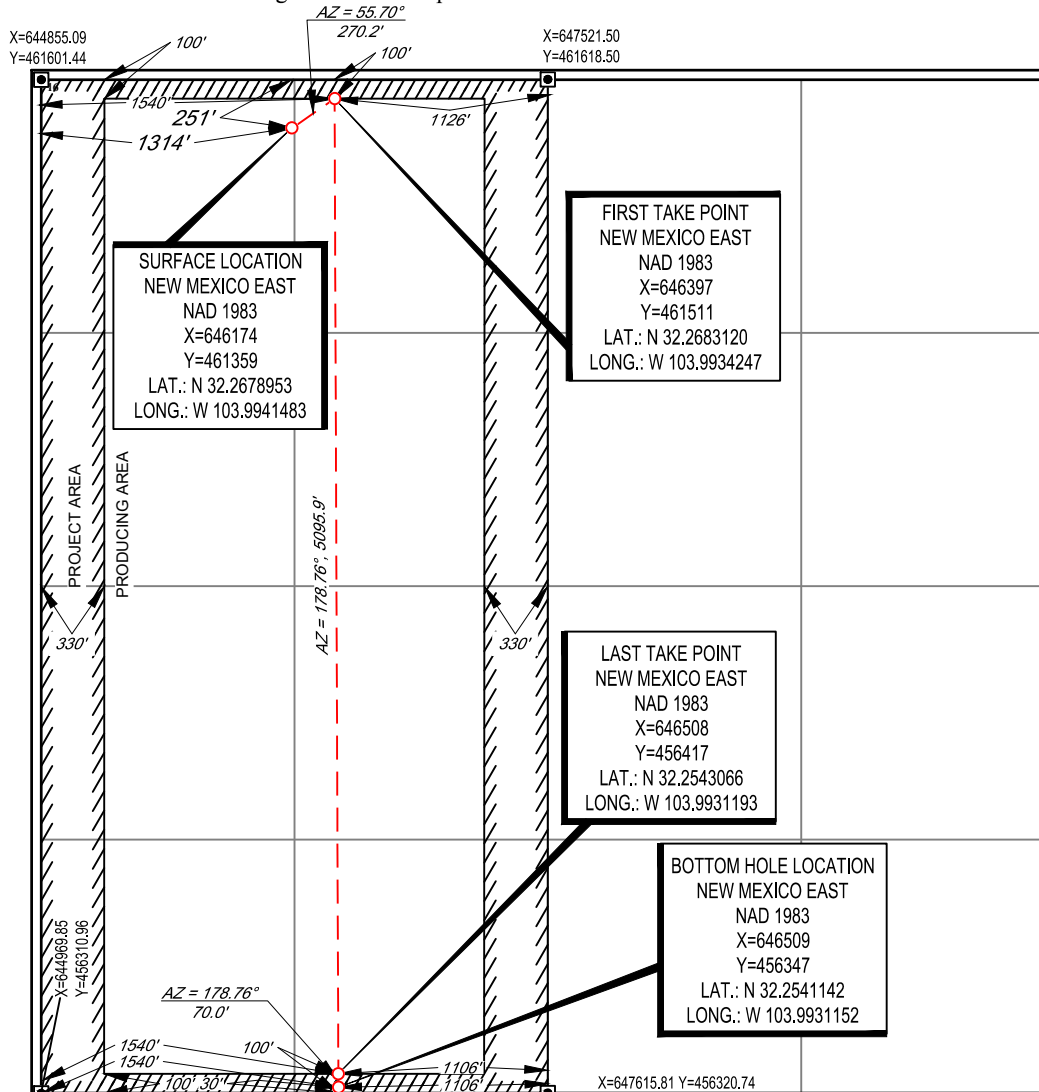 AZ = 55.70°
270.2'
X=644855.09
Y=461601.44
100'
100'
X=647521.50
Y=461618.50
1540'
251'
1314'
1126'
FIRST TAKE POINT
NEW MEXICO EAST
NAD 1983
X=646397
Y=461511
LAT.: N 32.2683120
LONG.: W 103.9934247
SURFACE LOCATION
NEW MEXICO EAST
NAD 1983
X=646174
Y=461359
LAT.: N 32.2678953
LONG.: W 103.9941483
PROJECT AREA
PRODUCING AREA
AZ = 178.76°, 5095.9'
330'
330'
LAST TAKE POINT
NEW MEXICO EAST
NAD 1983
X=646508
Y=456417
LAT.: N 32.2543066
LONG.: W 103.9931193
BOTTOM HOLE LOCATION
NEW MEXICO EAST
NAD 1983
X=646509
Y=456347
LAT.: N 32.2541142
LONG.: W 103.9931152
X=644969.85
Y=456310.96
AZ = 178.76°
70.0'
1540'
1540'
100'
100'
30'
1106'
1106'
X=647615.81 Y=456320.74